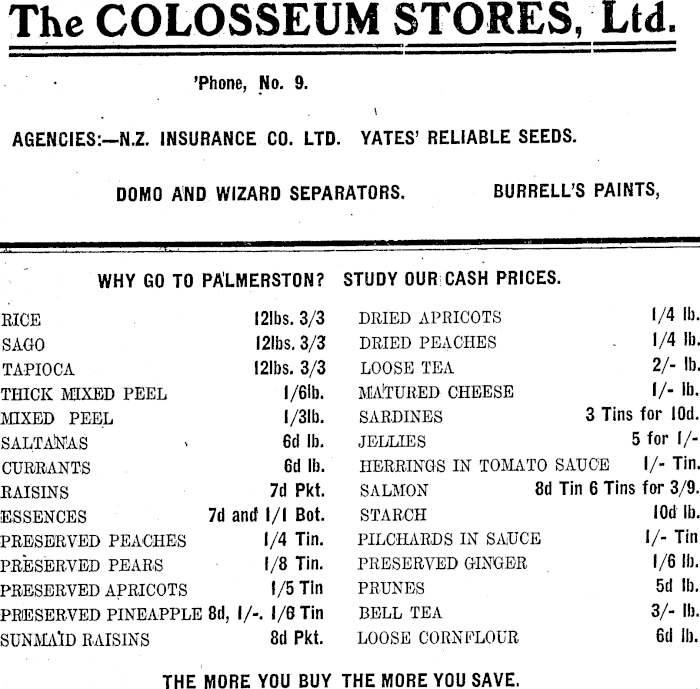 The COLOSSEUM STORES, Ltd.
'Phone, No. 9.
AGENCIES:—N.Z. INSURANCE CO. LTD. YATES' RELIABLE SEEDS.
DOMO AND WIZARD SEPARATORS. BURRELL'S PAINTS,
WHY GO TO PALMERSTON? STUDY OUR CASH PRICES.
RICE 12lbs. 3/3
SAGO 12lbs. 3/3
TAPIOCA 12lbs. 3/3
THICK MIXED PEEL 1/6lb.
MIXED PEEL 1/3lb.
SALTANAS 6d lb.
CURRANTS 6d lb.
RAISINS 7d Pkt.
ESSENCES 7d and 1/1 Bot.
PRESERVED PEACHES 1/4 Tin.
PRESERVED PEARS 1/8 Tin.
PRESERVED APRICOTS 1/5 Tin
PRESERVED PINEAPPLE 8d, 1/-. 1/6 Tin
SUNMAID RAISINS 8d Pkt.
DRIED APRICOTS 1/4 lb.
DRIED PEACHES 1/4 lb.
LOOSE TEA 2/- lb.
MATURED CHEESE 1/- lb.
SARDINES 3 Tins for 10d.
JELLIES 5 for 1/-
HERRINGS IN TOMATO SAUCE 1/- Tin.
SALMON 8d Tin 6 Tins for 3/9.
STARCH 10d lb.
PILCHARDS IN SAUCE 1/- Tin
PRESERVED GINGER 1/6 lb.
PRUNES 5d lb.
BELL TEA 3/- lb.
LOOSE CORNFLOUR 6d lb.
THE MORE YOU BUY THE MORE YOU SAVE.